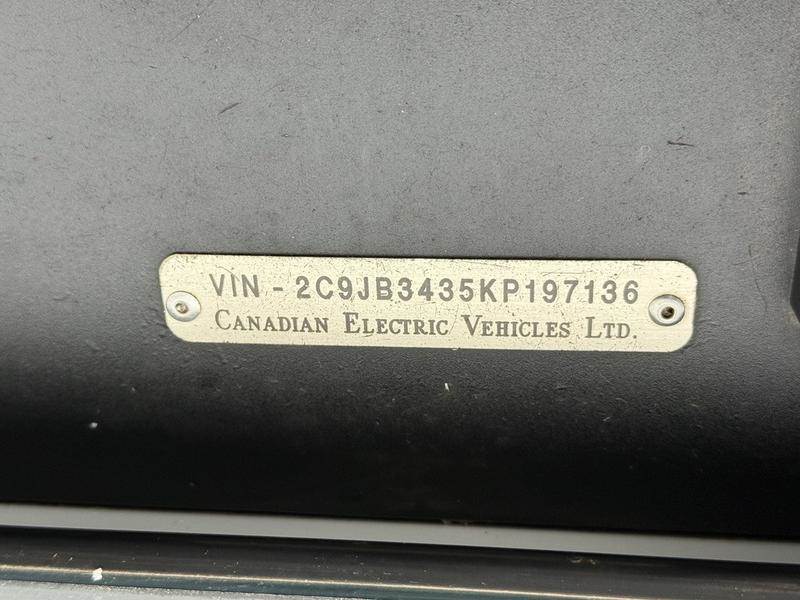 VIN - 2C9JB3435KP197136
CANADIAN ELECTRIC VEHICLES LTD.